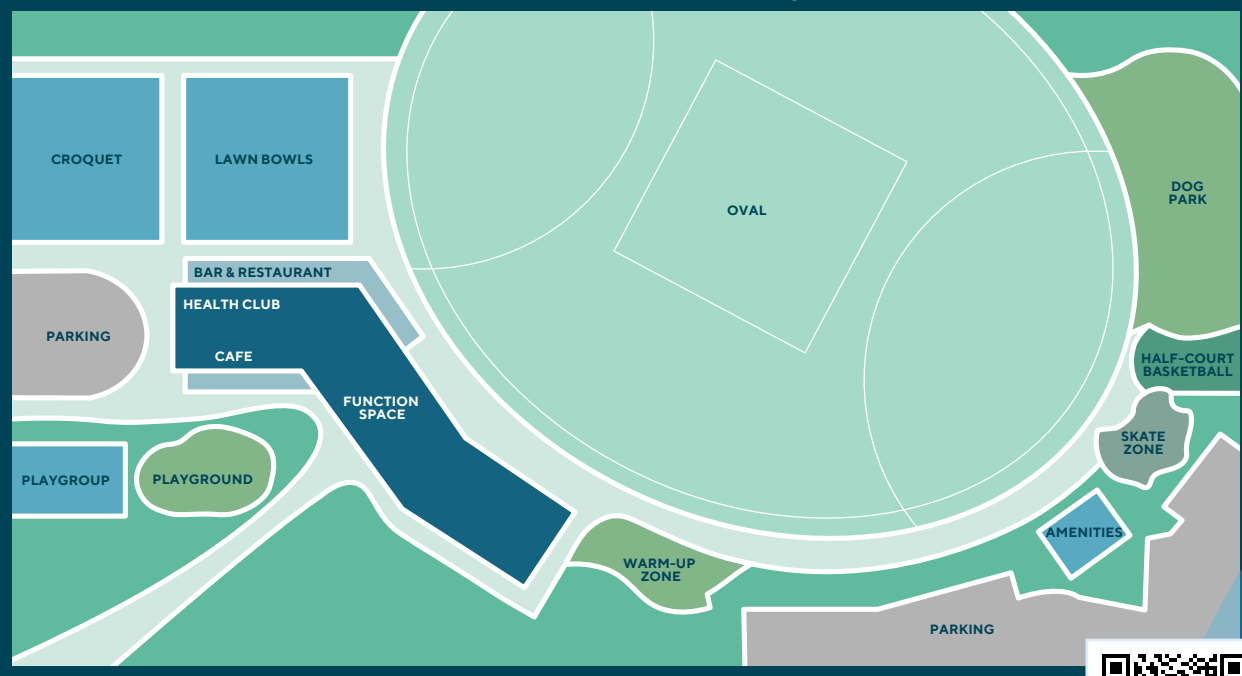 CROQUET
LAWN BOWLS
OVAL
DOG
PARK
BAR & RESTAURANT
HEALTH CLUB
PARKING
CAFE
HALF-COURT
BASKETBALL
FUNCTION
SPACE
SKATE
ZONE
PLAYGROUP
PLAYGROUND
AMENITIES
WARM-UP
ZONE
PARKING